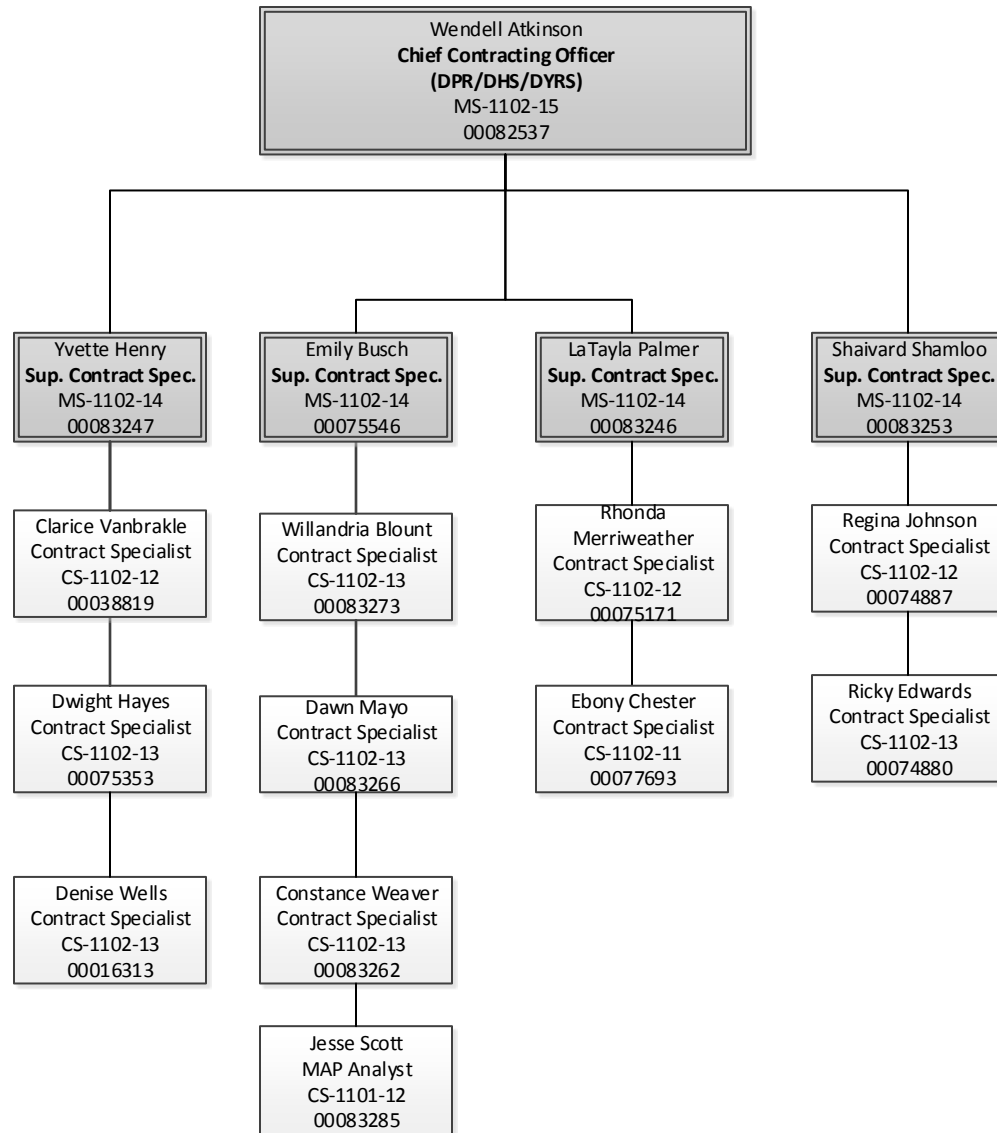 Wendell Atkinson
Chief Contracting Officer
(DPR/DHS/DYRS)
MS-1102-15
00082537
Yvette Henry
Sup. Contract Spec.
MS-1102-14
00083247
Emily Busch
Sup. Contract Spec.
MS-1102-14
00075546
LaTayla Palmer
Sup. Contract Spec.
MS-1102-14
00083246
Shaivard Shamloo
Sup. Contract Spec.
MS-1102-14
00083253
Clarice Vanbrakle
Contract Specialist
CS-1102-12
00038819
Willandria Blount
Contract Specialist
CS-1102-13
00083273
Rhonda
Merriweather
Contract Specialist
CS-1102-12
00075171
Regina Johnson
Contract Specialist
CS-1102-12
00074887
Dwight Hayes
Contract Specialist
CS-1102-13
00075353
Dawn Mayo
Contract Specialist
CS-1102-13
00083266
Ebony Chester
Contract Specialist
CS-1102-11
00077693
Ricky Edwards
Contract Specialist
CS-1102-13
00074880
Denise Wells
Contract Specialist
CS-1102-13
00016313
Constance Weaver
Contract Specialist
CS-1102-13
00083262
Jesse Scott
MAP Analyst
CS-1101-12
00083285